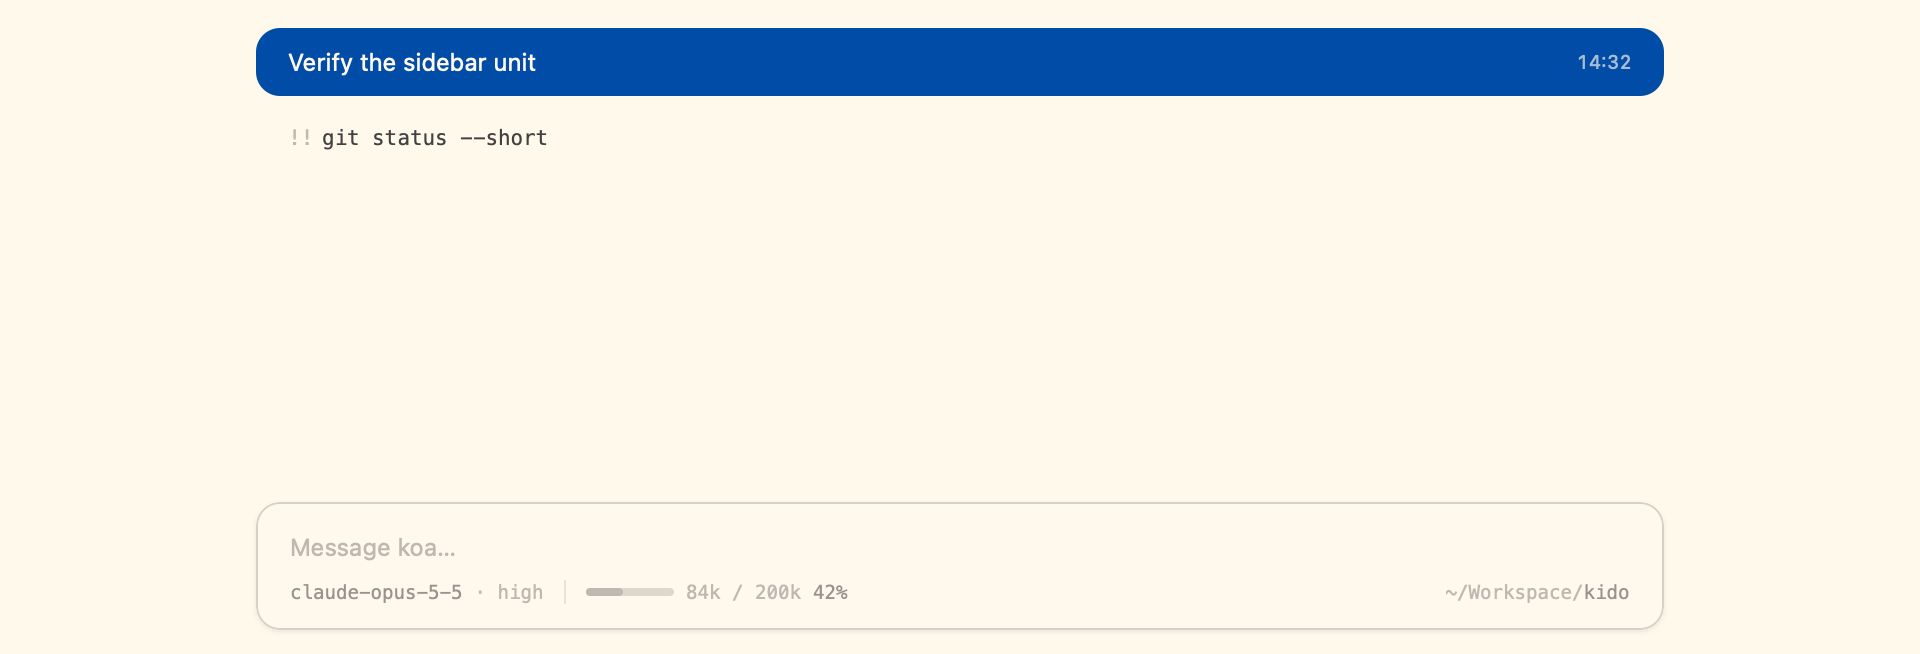 Verify the sidebar unit 14:32
!! git status --short
Message koa...
claude-opus-5-5 · high 84k / 200k 42% ~/Workspace/kido